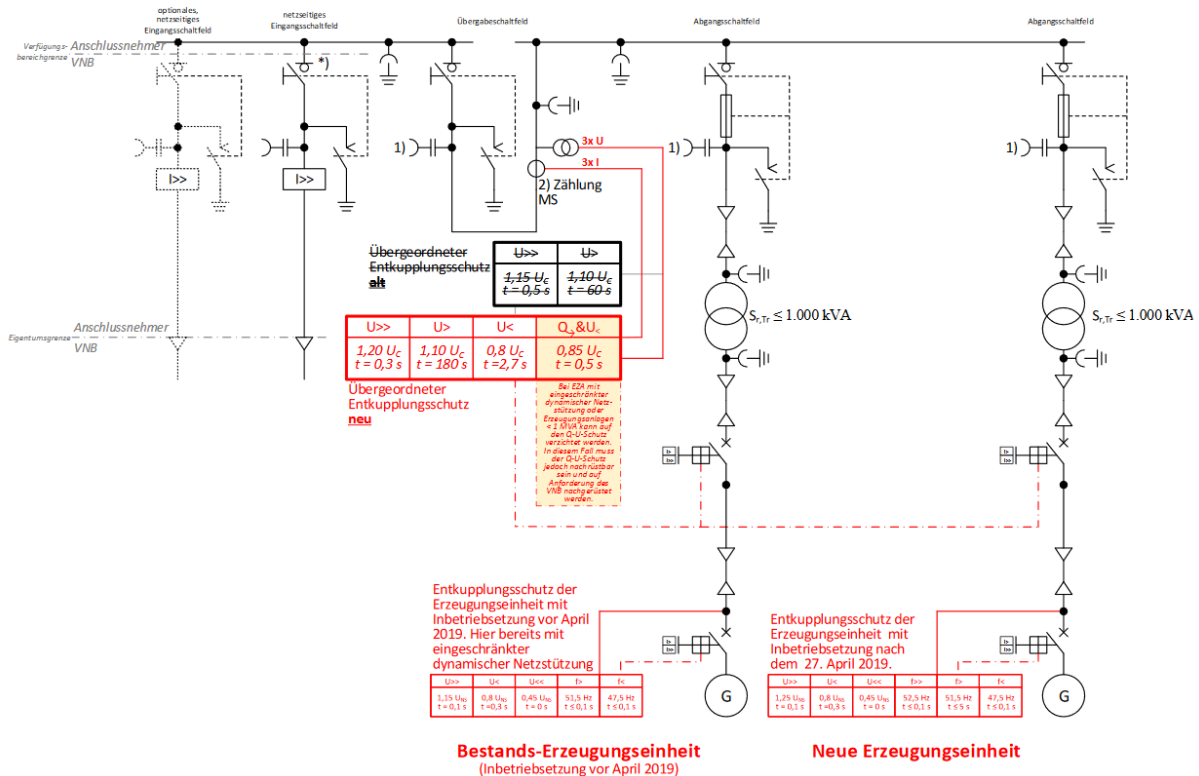 optionales,
netzseitiges
Eingangsschaltfeld
netzseitiges
Eingangsschaltfeld
Übergabeschaltfeld
Abgangsschaltfeld
Abgangsschaltfeld
Verfügungs-
bereichgrenze
Anschlussnehmer
VNB
*)
1)
1)
1)
3x U
3x I
2) Zählung
MS
I>>
I>>
Übergeordneter
Entkupplungsschutz
alt
U>> U>
1,15 Uc 1,10 Uc
t = 0,5 s t = 60 s
Sr,Tr ≤ 1.000 kVA
Sr,Tr ≤ 1.000 kVA
Eigentumsgrenze
Anschlussnehmer
VNB
U>> U> U< Q→&U<
1,20 Uc 1,10 Uc 0,8 Uc 0,85 Uc
t = 0,3 s t = 180 s t =2,7 s t = 0,5 s
Übergeordneter
Entkupplungsschutz
neu
Bei EZA mit
eingeschränkter
dynamischer Netz-
stützung oder
Erzeugungsanlagen
< 1 MVA kann auf
den Q-U-Schutz
verzichtet werden.
In diesem Fall muss
der Q-U-Schutz
jedoch nachrüstbar
sein und auf
Anforderung des
VNB nachgerüstet
werden.
Entkupplungsschutz der
Erzeugungseinheit mit
Inbetriebsetzung vor April
2019. Hier bereits mit
eingeschränkter
dynamischer Netzstützung
U>> U< U<< f> f<
1,15 UNS 0,8 UNS 0,45 UNS 51,5 Hz 47,5 Hz
t = 0,1 s t =0,3 s t = 0 s t ≤ 0,1 s t ≤ 0,1 s
G
Entkupplungsschutz der
Erzeugungseinheit mit
Inbetriebsetzung nach
dem 27. April 2019.
U>> U< U<< f>> f> f<
1,25 UNS 0,8 UNS 0,45 UNS 52,5 Hz 51,5 Hz 47,5 Hz
t = 0,1 s t =0,3 s t = 0 s t ≤ 0,1 s t ≤ 5 s t ≤ 0,1 s
G
Bestands-Erzeugungseinheit
(Inbetriebsetzung vor April 2019)
Neue Erzeugungseinheit